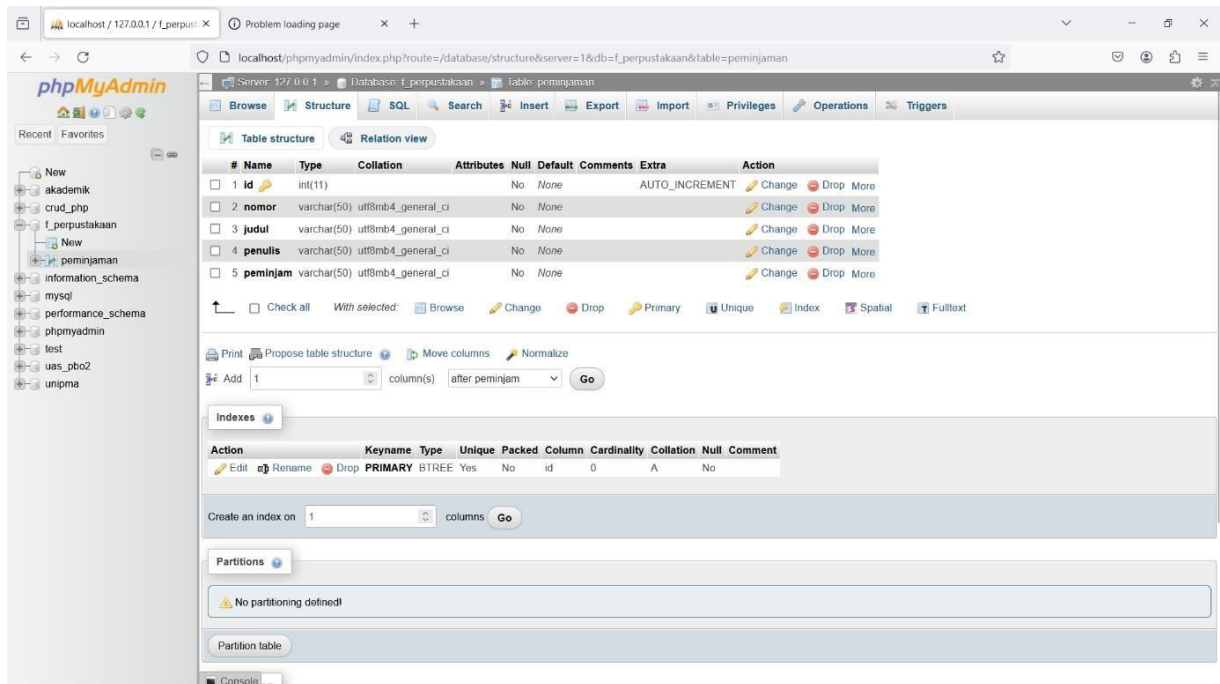 localhost / 127.0.0.1 / f_perpust
Problem loading page
localhost/phpmyadmin/index.php?route=/database/structure&server=1&db=f_perpustakaan&table=peminjaman
phpMyAdmin
Recent Favorites
New
akademik
crud_php
f_perpustakaan
New
peminjaman
information_schema
mysql
performance_schema
phpmyadmin
test
uas_pbo2
unipma
Server: 127.0.0.1 » Database: f_perpustakaan » Table: peminjaman
Browse Structure SQL Search Insert Export Import Privileges Operations Triggers
Table structure Relation view
# Name Type Collation Attributes Null Default Comments Extra Action
1 id int(11) No None AUTO_INCREMENT Change Drop More
2 nomor varchar(50) utf8mb4_general_ci No None Change Drop More
3 judul varchar(50) utf8mb4_general_ci No None Change Drop More
4 penulis varchar(50) utf8mb4_general_ci No None Change Drop More
5 peminjam varchar(50) utf8mb4_general_ci No None Change Drop More
Check all With selected: Browse Change Drop Primary Unique Index Spatial Fulltext
Print Propose table structure Move columns Normalize
Add 1 column(s) after peminjam Go
Indexes
Action Keyname Type Unique Packed Column Cardinality Collation Null Comment
Edit Rename Drop PRIMARY BTREE Yes No id 0 A No
Create an index on 1 columns Go
Partitions
No partitioning defined!
Partition table
Console